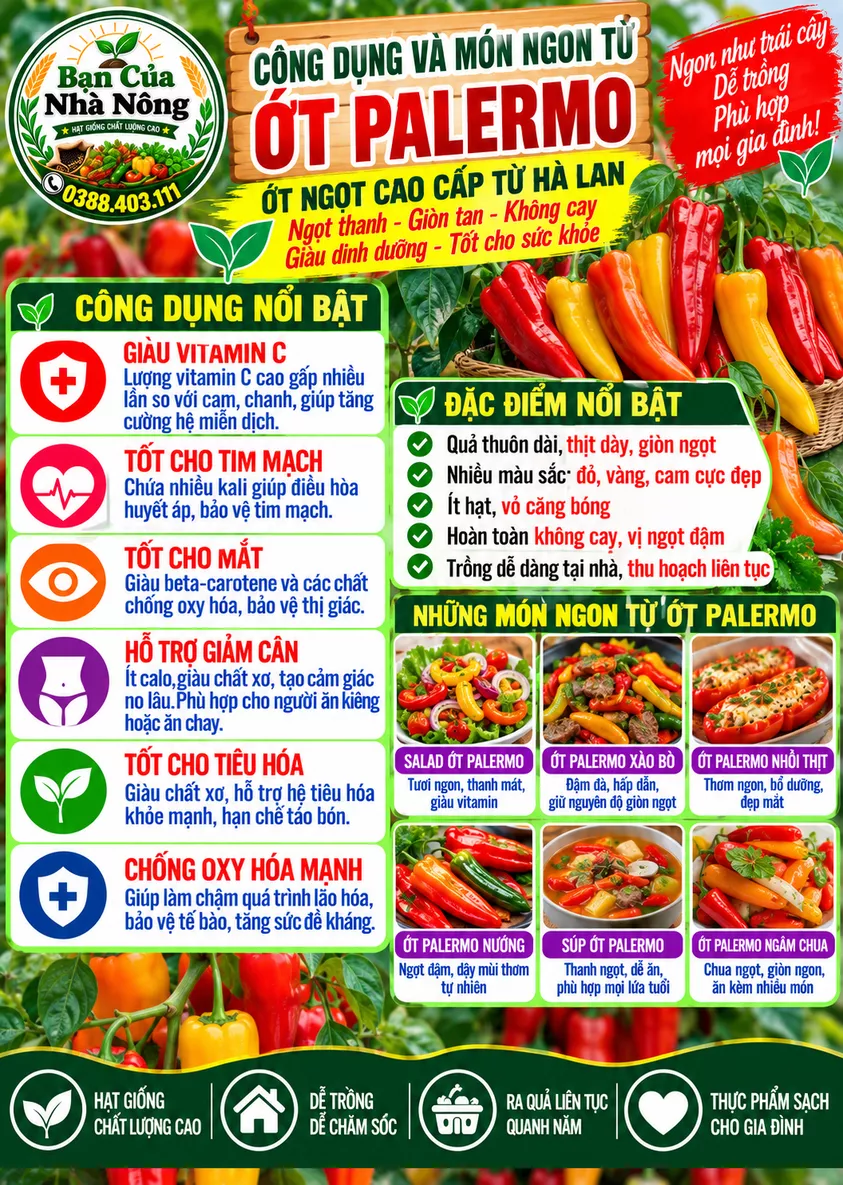 Bạn Của
Nhà Nông
HẠT GIỐNG CHẤT LƯỢNG CAO
0388.403.111
CÔNG DỤNG VÀ MÓN NGON TỪ
ỚT PALERMO
ỚT NGỌT CAO CẤP TỪ HÀ LAN
Ngọt thanh - Giòn tan - Không cay
Giàu dinh dưỡng - Tốt cho sức khỏe
Ngon như trái cây
Dễ trồng
Phù hợp
mọi gia đình!
CÔNG DỤNG NỔI BẬT
GIÀU VITAMIN C
Lượng vitamin C cao gấp nhiều
lần so với cam, chanh, giúp tăng
cường hệ miễn dịch.
TỐT CHO TIM MẠCH
Chứa nhiều kali giúp điều hòa
huyết áp, bảo vệ tim mạch.
TỐT CHO MẮT
Giàu beta-carotene và các chất
chống oxy hóa, bảo vệ thị giác.
HỖ TRỢ GIẢM CÂN
Ít calo,giàu chất xơ, tạo cảm giác
no lâu.Phù hợp cho người ăn kiêng
hoặc ăn chay.
TỐT CHO TIÊU HÓA
Giàu chất xơ, hỗ trợ hệ tiêu hóa
khỏe mạnh, hạn chế táo bón.
CHỐNG OXY HÓA MẠNH
Giúp làm chậm quá trình lão hóa,
bảo vệ tế bào, tăng sức đề kháng.
ĐẶC ĐIỂM NỔI BẬT
Quả thuôn dài, thịt dày, giòn ngọt
Nhiều màu sắc: đỏ, vàng, cam cực đẹp
Ít hạt, vỏ căng bóng
Hoàn toàn không cay, vị ngọt đậm
Trồng dễ dàng tại nhà, thu hoạch liên tục
NHỮNG MÓN NGON TỪ ỚT PALERMO
SALAD ỚT PALERMO
Tươi ngon, thanh mát,
giàu vitamin
ỚT PALERMO XÀO BÒ
Đậm đà, hấp dẫn,
giữ nguyên độ giòn ngọt
ỚT PALERMO NHỒI THỊT
Thơm ngon, bổ dưỡng,
đẹp mắt
ỚT PALERMO NƯỚNG
Ngọt đậm, dậy mùi thơm
tự nhiên
SÚP ỚT PALERMO
Thanh ngọt, dễ ăn,
phù hợp mọi lứa tuổi
ỚT PALERMO NGÂM CHUA
Chua ngọt, giòn ngon,
ăn kèm nhiều món
HẠT GIỐNG
CHẤT LƯỢNG CAO
DỄ TRỒNG
DỄ CHĂM SÓC
RA QUẢ LIÊN TỤC
QUANH NĂM
THỰC PHẨM SẠCH
CHO GIA ĐÌNH